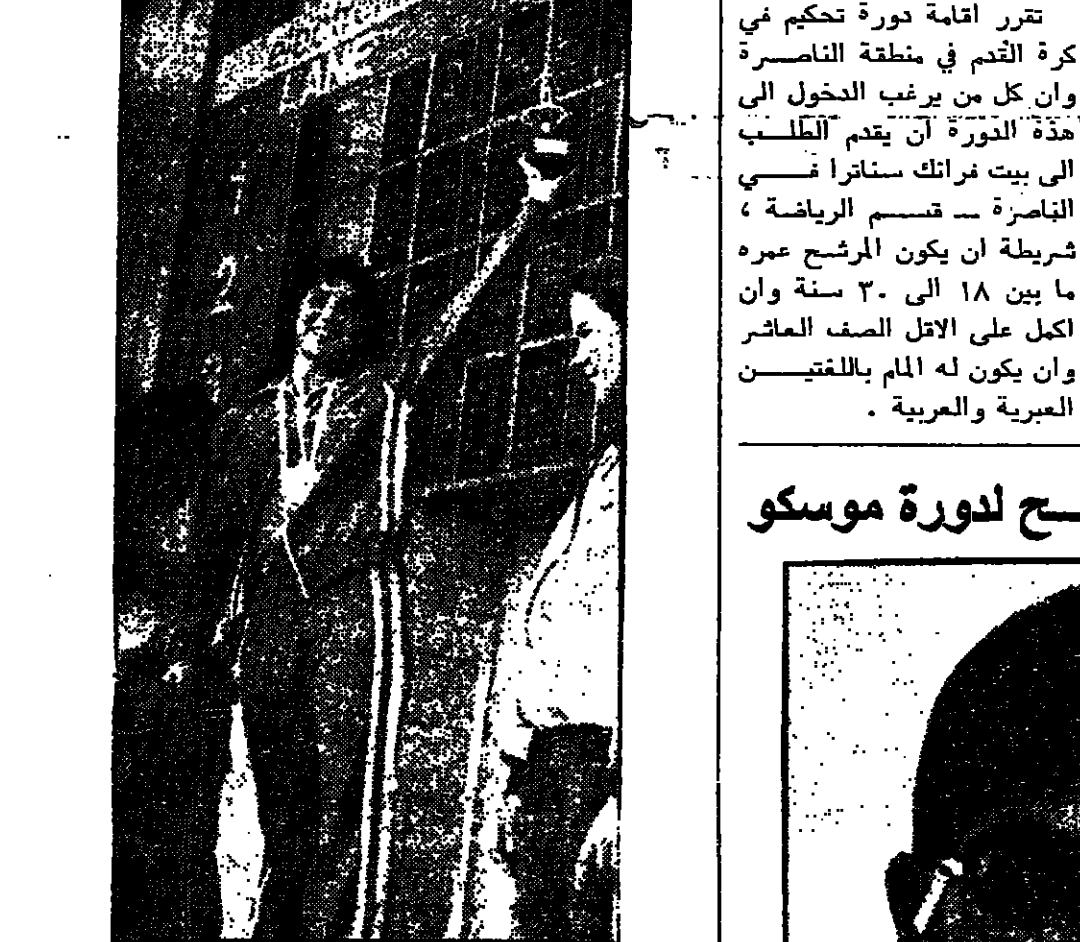 تقرر اقامة دورة تحكيم في
كرة القدم في منطقة الناصرة
وان كل من يرغب الدخول الى
هذه الدورة ان يقدم الطلب
الى بيت فرانك سناترا في
الناصرة — قسم الرياضة ،
شريطة ان يكون المرشح عمره
ما بين ١٨ الى ٣٠ سنة وان
اكمل على الاقل الصف العاشر
وان يكون له المام باللغتين
العبرية والعربية .
لدورة موسكو